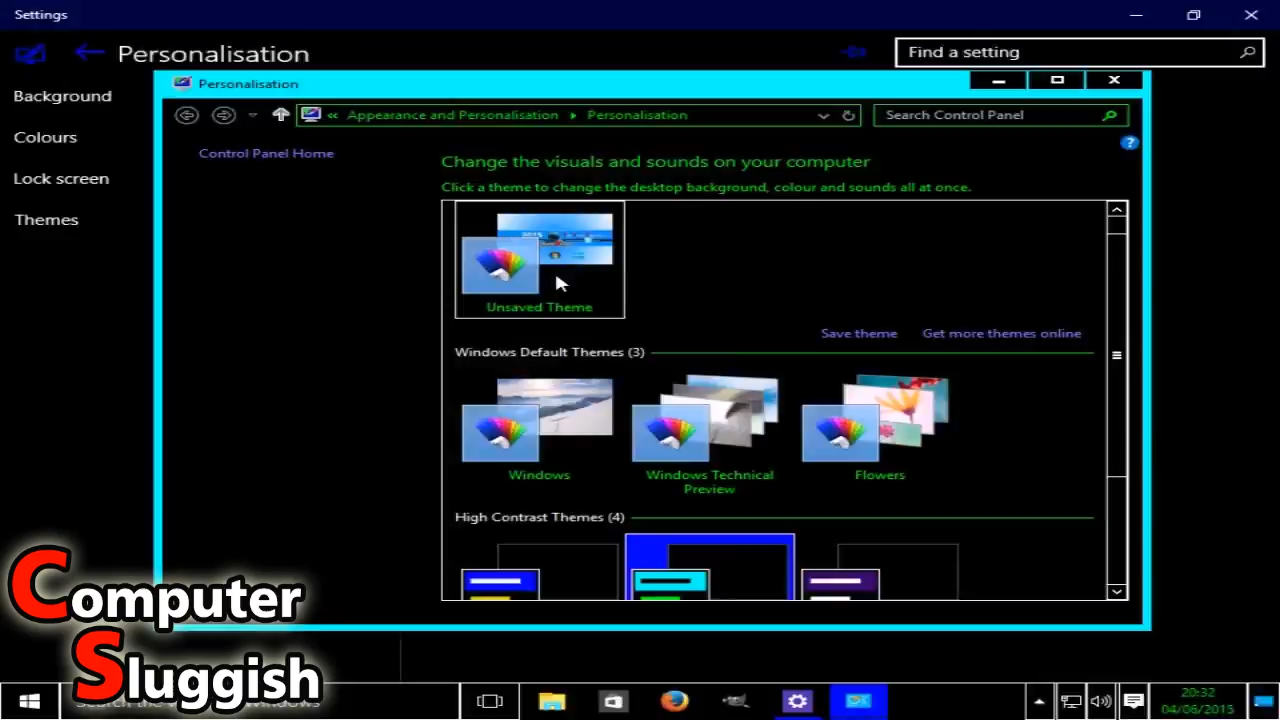 Settings
Personalisation
Find a setting
Background
Colours
Lock screen
Themes
Personalisation
« Appearance and Personalisation Personalisation
Search Control Panel
Control Panel Home
Change the visuals and sounds on your computer
Click a theme to change the desktop background, colour and sounds all at once.
Unsaved Theme
Save theme Get more themes online
Windows Default Themes (3)
Windows
Windows Technical
Preview
Flowers
High Contrast Themes (4)
Computer
Sluggish
20:32
04/06/2015